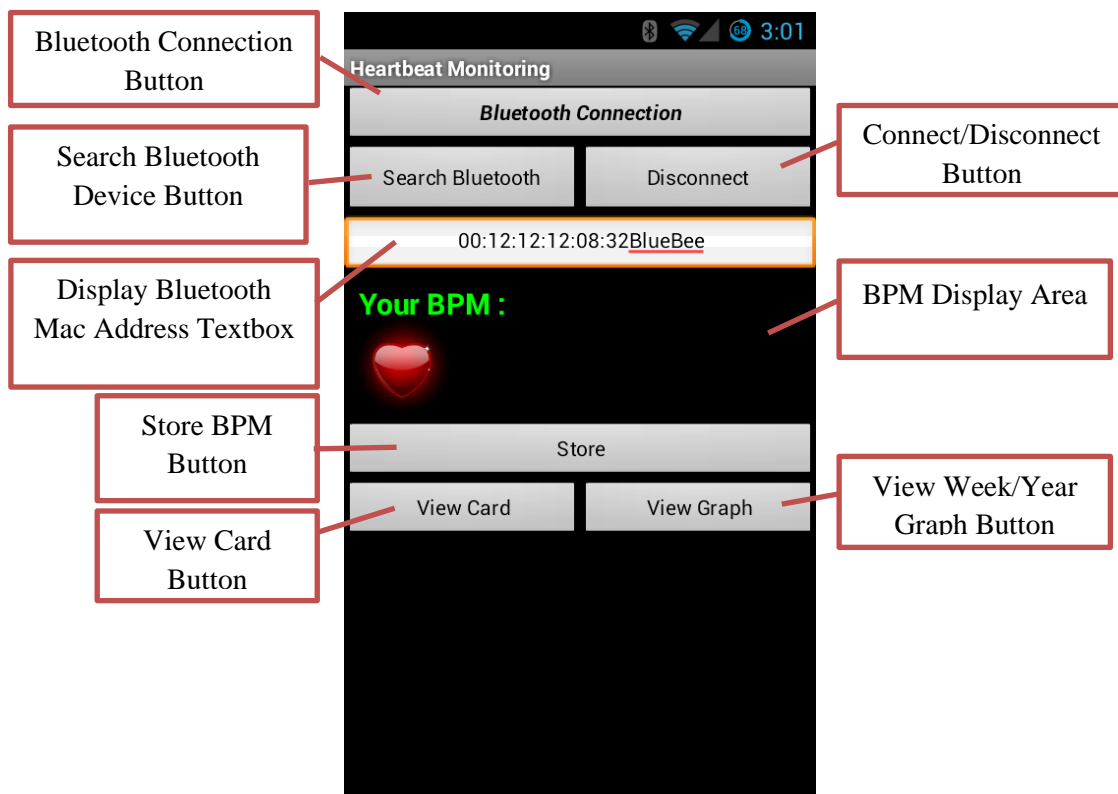 Bluetooth Connection
Button
Search Bluetooth
Device Button
Display Bluetooth
Mac Address Textbox
Store BPM
Button
View Card
Button
68 3:01
Heartbeat Monitoring
Bluetooth Connection
Search Bluetooth
Disconnect
00:12:12:12:08:32BlueBee
Your BPM :
Store
View Card
View Graph
Connect/Disconnect
Button
BPM Display Area
View Week/Year
Graph Button